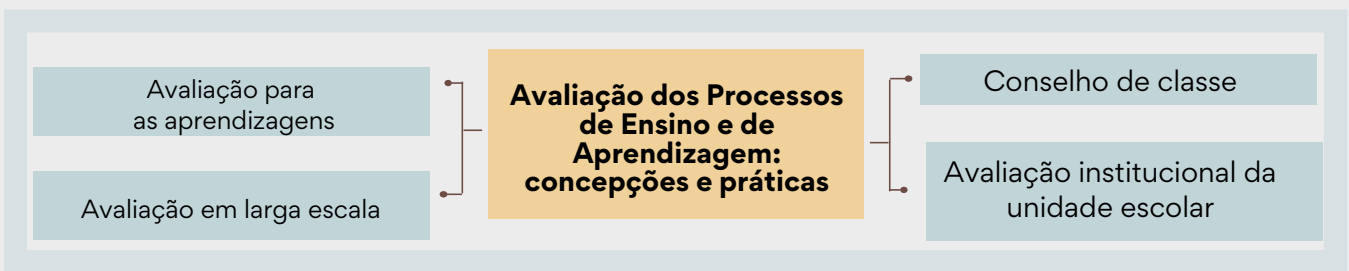 Avaliação para
as aprendizagens
Avaliação em larga escala
Avaliação dos Processos
de Ensino e de
Aprendizagem:
concepções e práticas
Conselho de classe
Avaliação institucional da
unidade escolar